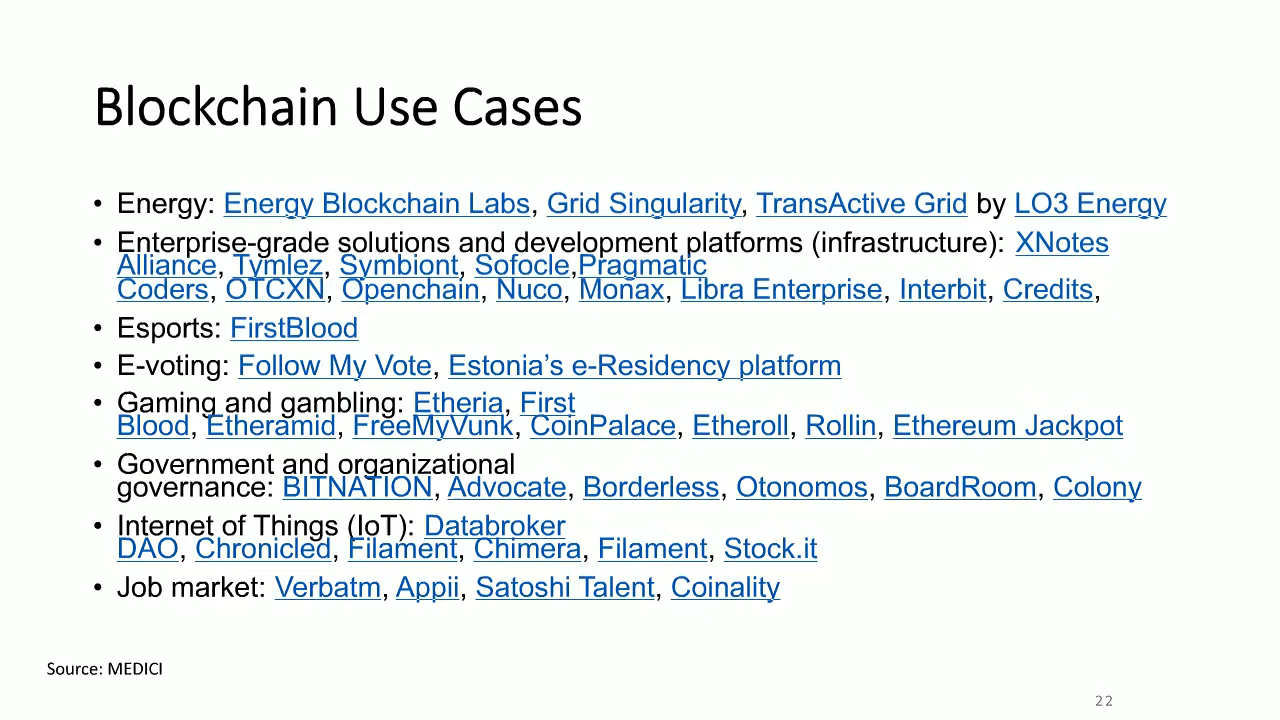 Blockchain Use Cases
• Energy: Energy Blockchain Labs, Grid Singularity, TransActive Grid by LO3 Energy
• Enterprise-grade solutions and development platforms (infrastructure): XNotes
Alliance, Tymlez, Symbiont, Sofocle,Pragmatic
Coders, OTCXN, Openchain, Nuco, Monax, Libra Enterprise, Interbit, Credits,
• Esports: FirstBlood
• E-voting: Follow My Vote, Estonia’s e-Residency platform
• Gaming and gambling: Etheria, First
Blood, Etheramid, FreeMyVunk, CoinPalace, Etheroll, Rollin, Ethereum Jackpot
• Government and organizational
governance: BITNATION, Advocate, Borderless, Otonomos, BoardRoom, Colony
• Internet of Things (IoT): Databroker
DAO, Chronicled, Filament, Chimera, Filament, Stock.it
• Job market: Verbatm, Appii, Satoshi Talent, Coinality
Source: MEDICI
22